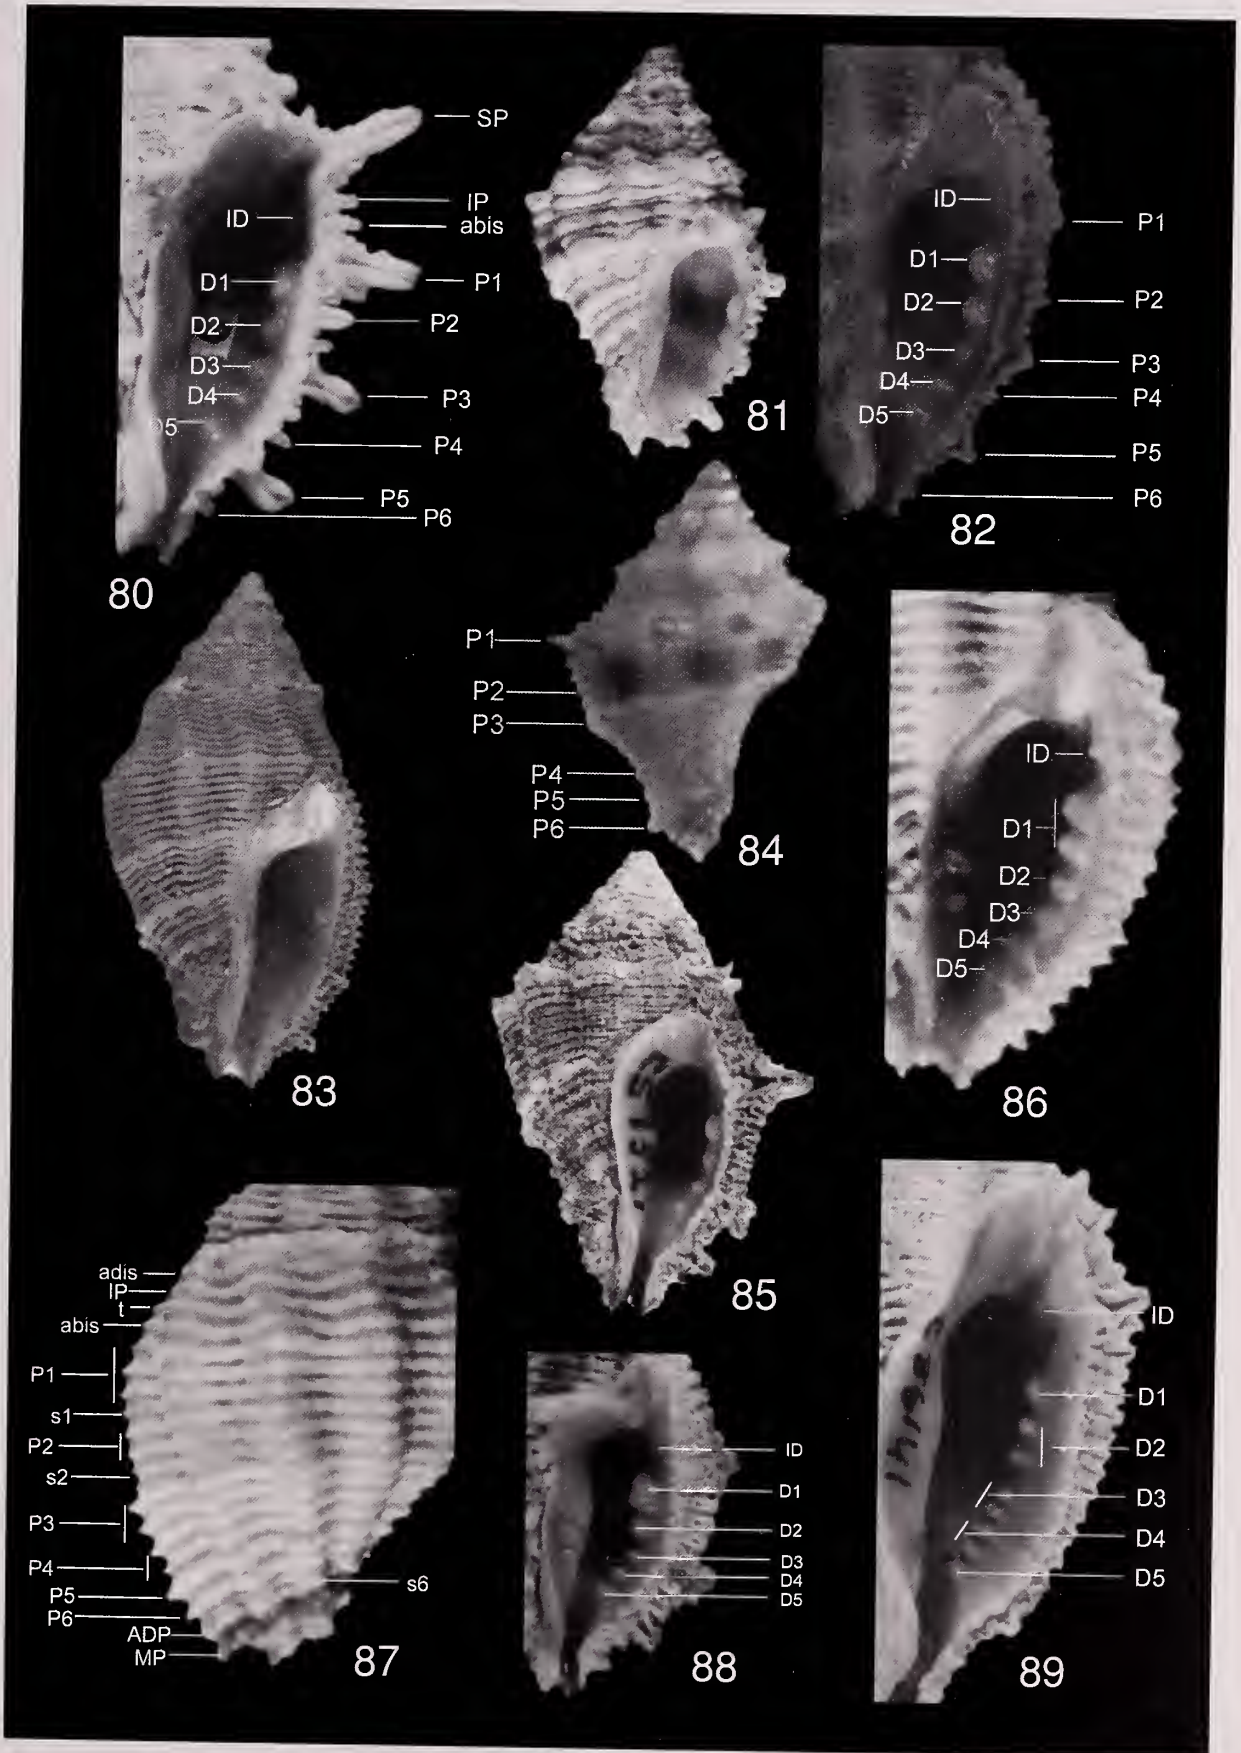 SP
IP
abis
ID
D1
P1
D2
P2
D3
D4
P3
D5
P4
P5
P6
80
81
ID
P1
D1
D2
P2
D3
P3
D4
P4
D5
P5
P6
82
83
P1
P2
P3
P4
P5
P6
84
85
ID
D1
D2
D3
D4
D5
86
adis
IP
t
abis
P1
s1
P2
s2
P3
P4
P5
P6
ADP
MP
s6
87
ID
D1
D2
D3
D4
D5
88
ID
D1
D2
D3
D4
D5
89